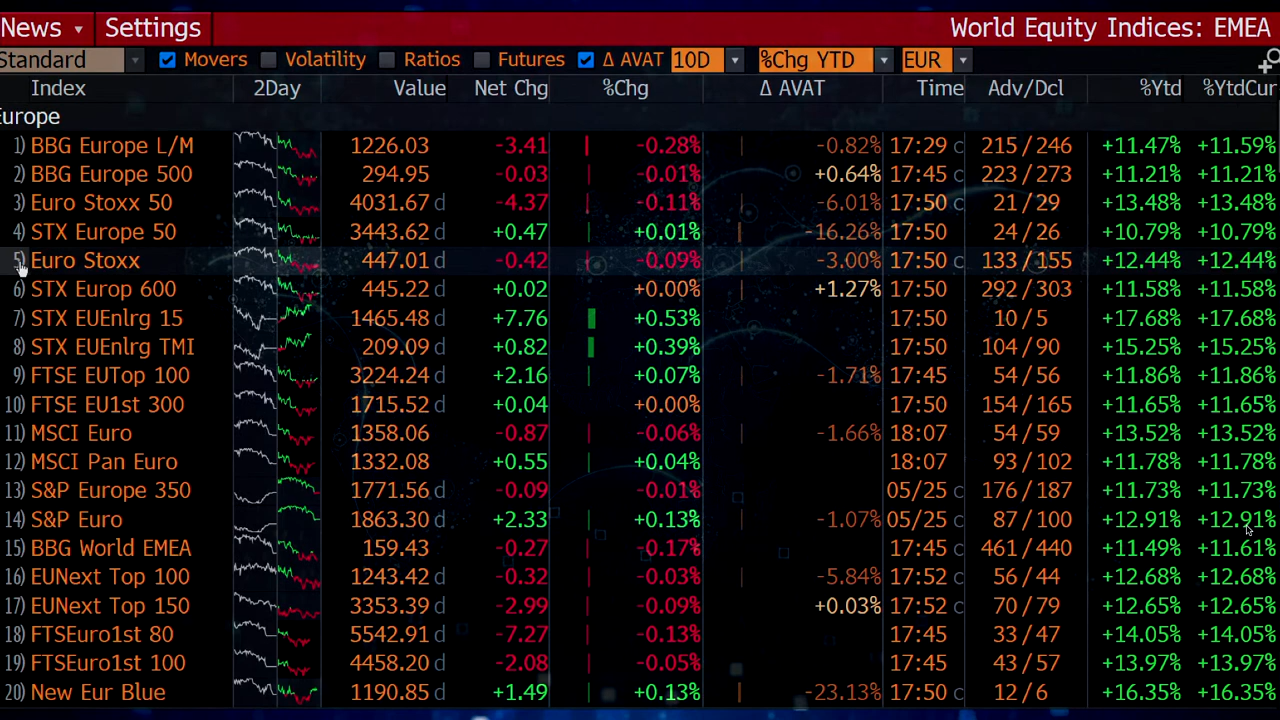 News Settings World Equity Indices: EMEA
Standard Movers Volatility Ratios Futures Δ AVAT 10D %Chg YTD EUR
Index 2Day Value Net Chg %Chg Δ AVAT Time Adv/Dcl %Ytd %YtdCur
Europe
1) BBG Europe L/M 1226.03 -3.41 -0.28% -0.82% 17:29 c 215/246 +11.47% +11.59%
2) BBG Europe 500 294.95 -0.03 -0.01% +0.64% 17:45 c 223/273 +11.21% +11.21%
3) Euro Stoxx 50 4031.67 d -4.37 -0.11% -6.01% 17:50 c 21/29 +13.48% +13.48%
4) STX Europe 50 3443.62 d +0.47 +0.01% -16.26% 17:50 24/26 +10.79% +10.79%
5) Euro Stoxx 447.01 d -0.42 -0.09% -3.00% 17:50 c 133/155 +12.44% +12.44%
6) STX Europ 600 445.22 d +0.02 +0.00% +1.27% 17:50 292/303 +11.58% +11.58%
7) STX EUEnlrg 15 1465.48 d +7.76 +0.53% 17:50 10/5 +17.68% +17.68%
8) STX EUEnlrg TMI 209.09 d +0.82 +0.39% 17:50 104/90 +15.25% +15.25%
9) FTSE EUTop 100 3224.24 d +2.16 +0.07% -1.71% 17:45 54/56 +11.86% +11.86%
10) FTSE EU1st 300 1715.52 d +0.04 +0.00% 17:50 154/165 +11.65% +11.65%
11) MSCI Euro 1358.06 -0.87 -0.06% -1.66% 18:07 54/59 +13.52% +13.52%
12) MSCI Pan Euro 1332.08 +0.55 +0.04% 18:07 93/102 +11.78% +11.78%
13) S&P Europe 350 1771.56 d -0.09 -0.01% 05/25 c 176/187 +11.73% +11.73%
14) S&P Euro 1863.30 d +2.33 +0.13% -1.07% 05/25 c 87/100 +12.91% +12.91%
15) BBG World EMEA 159.43 -0.27 -0.17% 17:45 c 461/440 +11.49% +11.61%
16) EUNext Top 100 1243.42 d -0.32 -0.03% -5.84% 17:52 c 56/44 +12.68% +12.68%
17) EUNext Top 150 3353.39 d -2.99 -0.09% +0.03% 17:52 c 70/79 +12.65% +12.65%
18) FTSEuro1st 80 5542.91 d -7.27 -0.13% 17:45 33/47 +14.05% +14.05%
19) FTSEuro1st 100 4458.20 d -2.08 -0.05% 17:45 43/57 +13.97% +13.97%
20) New Eur Blue 1190.85 d +1.49 +0.13% -23.13% 17:50 c 12/6 +16.35% +16.35%